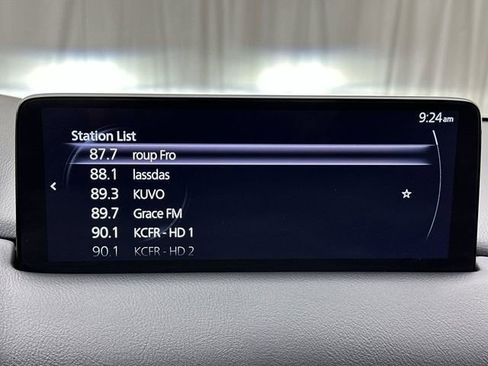 9:24am
Station List
87.7 roup Fro
88.1 lassdas
89.3 KUVO
89.7 Grace FM
90.1 KCFR - HD 1
90.1 KCFR - HD 2